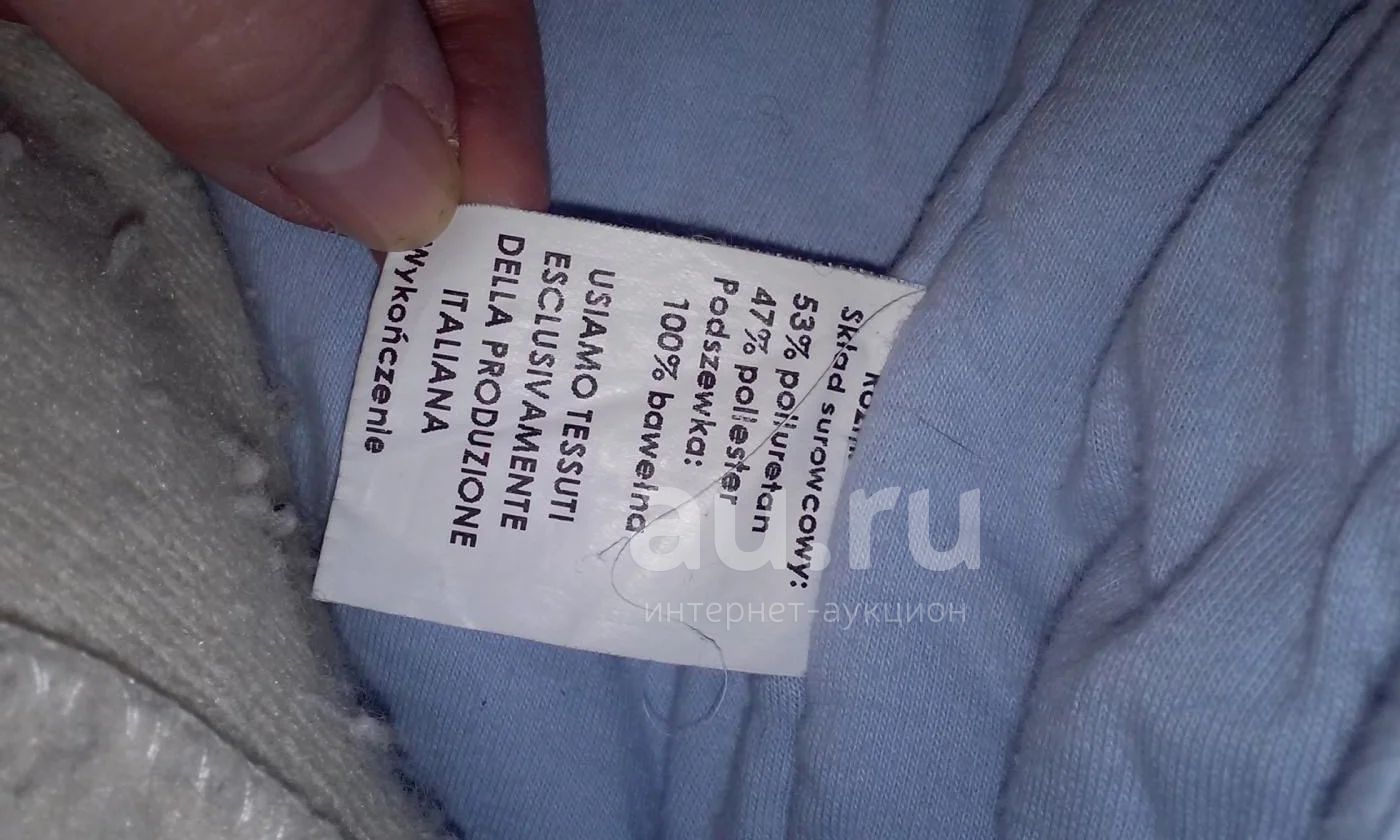 Skład surowcowy:
53% poliuretan
47% poliester
Podszewka:
100% bawełna
USIAMO TESSUTI
ESCLUSIVAMENTE
DELLA PRODUZIONE
ITALIANA
Wykończenie
au.ru
интернет-аукцион